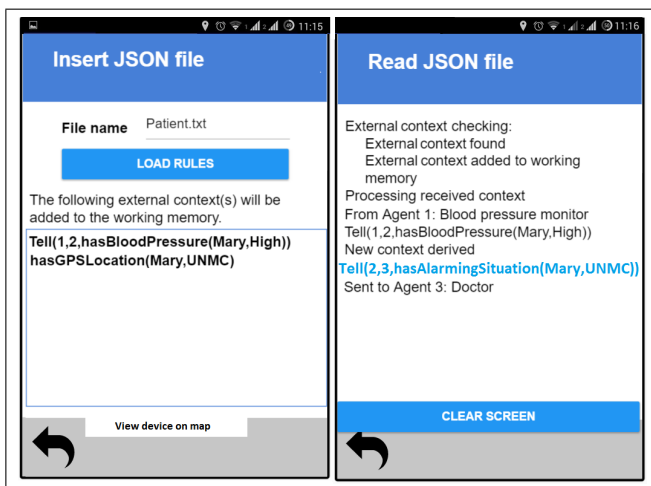 11:15
Insert JSON file
File name Patient.txt
LOAD RULES
The following external context(s) will be
added to the working memory.
Tell(1,2,hasBloodPressure(Mary,High))
hasGPSLocation(Mary,UNMC)
View device on map
11:16
Read JSON file
External context checking:
External context found
External context added to working
memory
Processing received context
From Agent 1: Blood pressure monitor
Tell(1,2,hasBloodPressure(Mary,High))
New context derived
Tell(2,3,hasAlarmingSituation(Mary,UNMC))
Sent to Agent 3: Doctor
CLEAR SCREEN